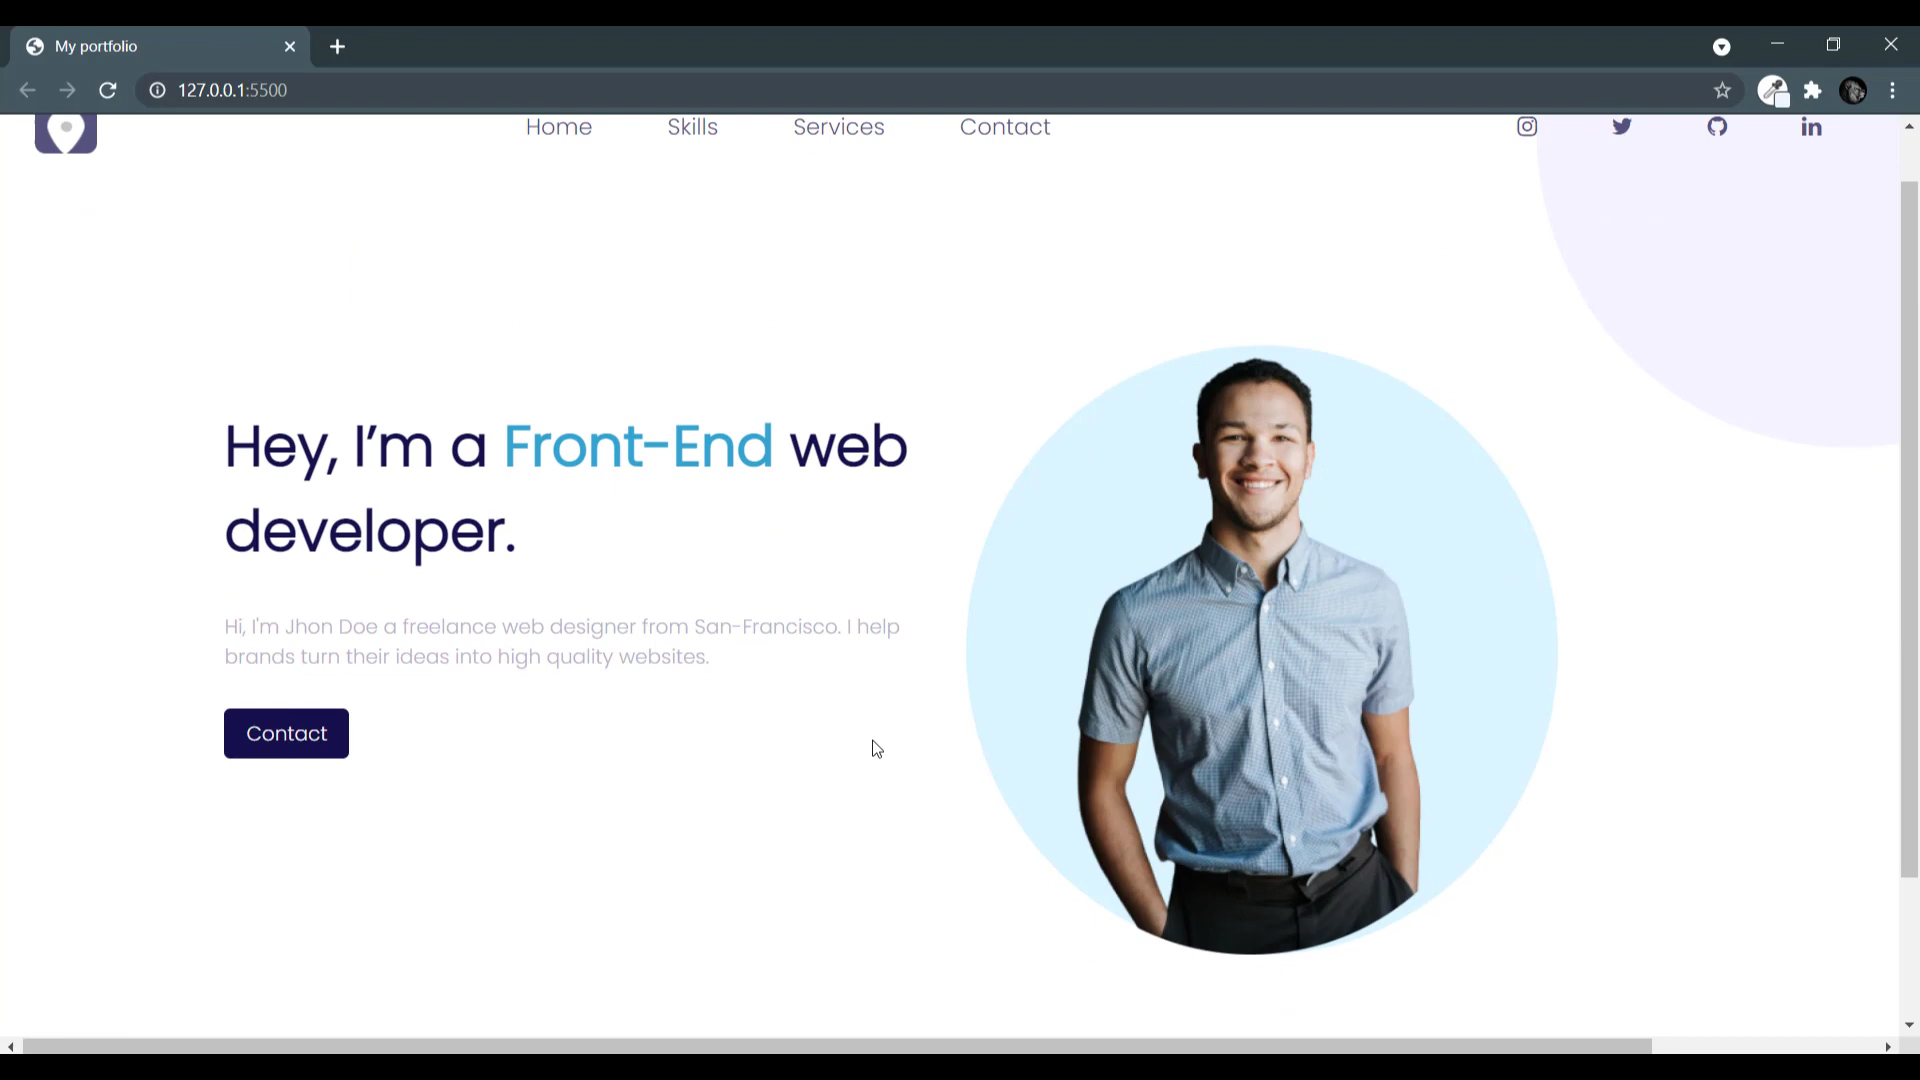 My portfolio
127.0.0.1:5500
Home Skills Services Contact
Hey, I’m a Front-End web
developer.
Hi, I'm Jhon Doe a freelance web designer from San-Francisco. I help
brands turn their ideas into high quality websites.
Contact